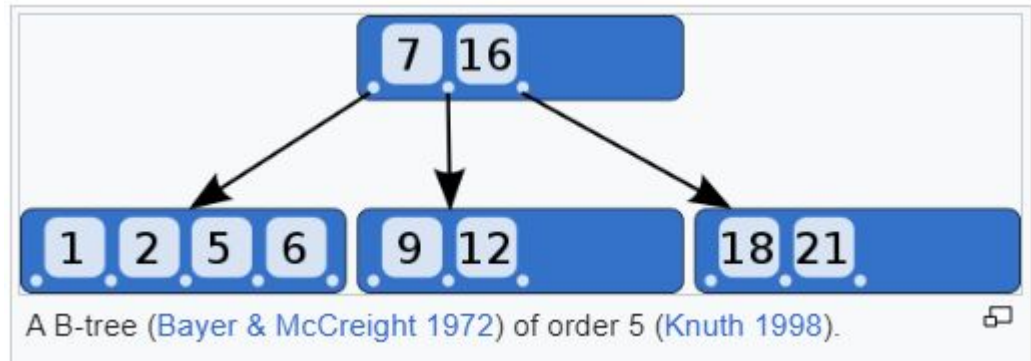 7 16
1 2 5 6 9 12 18 21
A B-tree (Bayer & McCreight 1972) of order 5 (Knuth 1998).